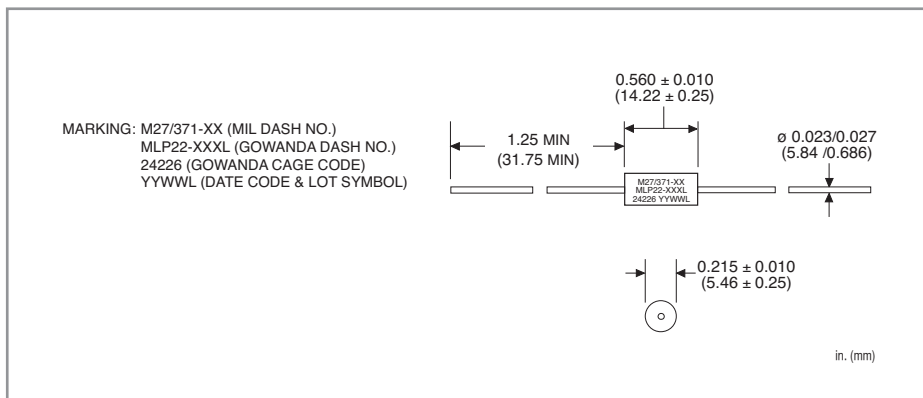 0.560 ± 0.010
(14.22 ± 0.25)
MARKING: M27/371-XX (MIL DASH NO.)
MLP22-XXXL (GOWANDA DASH NO.)
24226 (GOWANDA CAGE CODE)
YYWWL (DATE CODE & LOT SYMBOL)
1.25 MIN
(31.75 MIN)
ø 0.023/0.027
(5.84 /0.686)
M27/371-XX
MLP22-XXXL
24226 YYWWL
0.215 ± 0.010
(5.46 ± 0.25)
in. (mm)